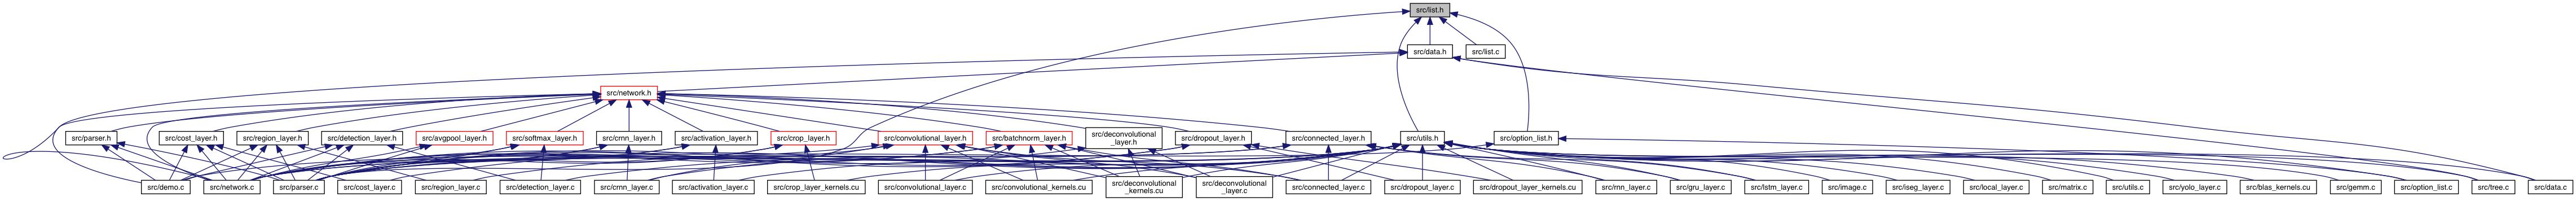 src/list.h
src/data.h
src/list.c
src/network.h
src/parser.h
src/cost_layer.h
src/region_layer.h
src/detection_layer.h
src/avgpool_layer.h
src/softmax_layer.h
src/crnn_layer.h
src/activation_layer.h
src/crop_layer.h
src/convolutional_layer.h
src/batchnorm_layer.h
src/deconvolutional
_layer.h
src/dropout_layer.h
src/connected_layer.h
src/utils.h
src/option_list.h
src/demo.c
src/network.c
src/parser.c
src/cost_layer.c
src/region_layer.c
src/detection_layer.c
src/crnn_layer.c
src/activation_layer.c
src/crop_layer_kernels.cu
src/convolutional_layer.c
src/convolutional_kernels.cu
src/deconvolutional
_kernels.cu
src/deconvolutional
_layer.c
src/connected_layer.c
src/dropout_layer.c
src/dropout_layer_kernels.cu
src/rnn_layer.c
src/gru_layer.c
src/lstm_layer.c
src/image.c
src/iseg_layer.c
src/local_layer.c
src/matrix.c
src/utils.c
src/yolo_layer.c
src/blas_kernels.cu
src/gemm.c
src/option_list.c
src/tree.c
src/data.c